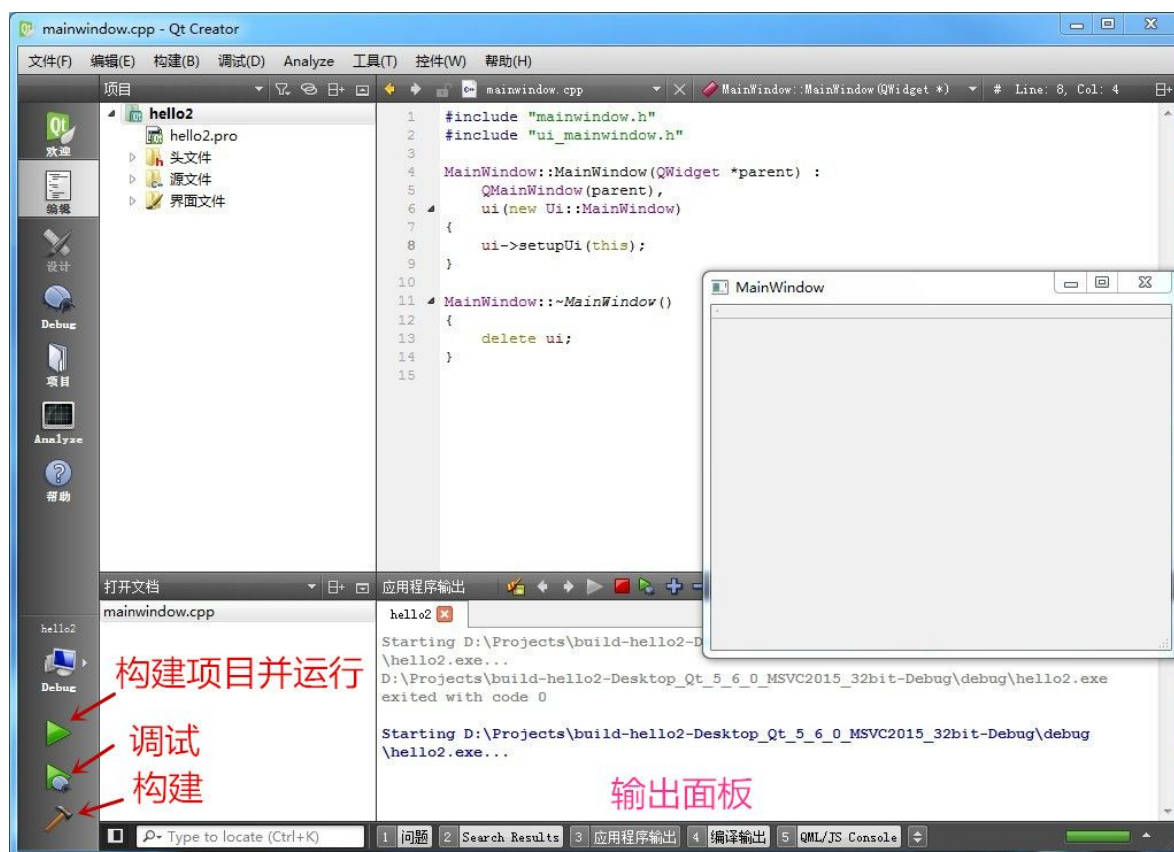 mainwindow.cpp - Qt Creator
文件(F) 编辑(E) 构建(B) 调试(D) Analyze 工具(T) 控件(W) 帮助(H)
项目
mainwindow.cpp
MainWindow::MainWindow(QWidget *)
# Line: 8, Col: 4
欢迎
编辑
设计
Debug
项目
Analyze
帮助
hello2
hello2.pro
头文件
源文件
界面文件
1 #include "mainwindow.h"
2 #include "ui_mainwindow.h"
3
4 MainWindow::MainWindow(QWidget *parent) :
5 QMainWindow(parent),
6 ui(new Ui::MainWindow)
7 {
8 ui->setupUi(this);
9 }
10
11 MainWindow::~MainWindow()
12 {
13 delete ui;
14 }
15
MainWindow
打开文档
mainwindow.cpp
应用程序输出
hello2
Starting D:\Projects\build-hello2-D
\hello2.exe...
D:\Projects\build-hello2-Desktop_Qt_5_6_0_MSVC2015_32bit-Debug\debug\hello2.exe
exited with code 0
Starting D:\Projects\build-hello2-Desktop_Qt_5_6_0_MSVC2015_32bit-Debug\debug
\hello2.exe...
输出面板
hello2
Debug
构建项目并运行
调试
构建
Type to locate (Ctrl+K)
1 问题 2 Search Results 3 应用程序输出 4 编译输出 5 QML/JS Console